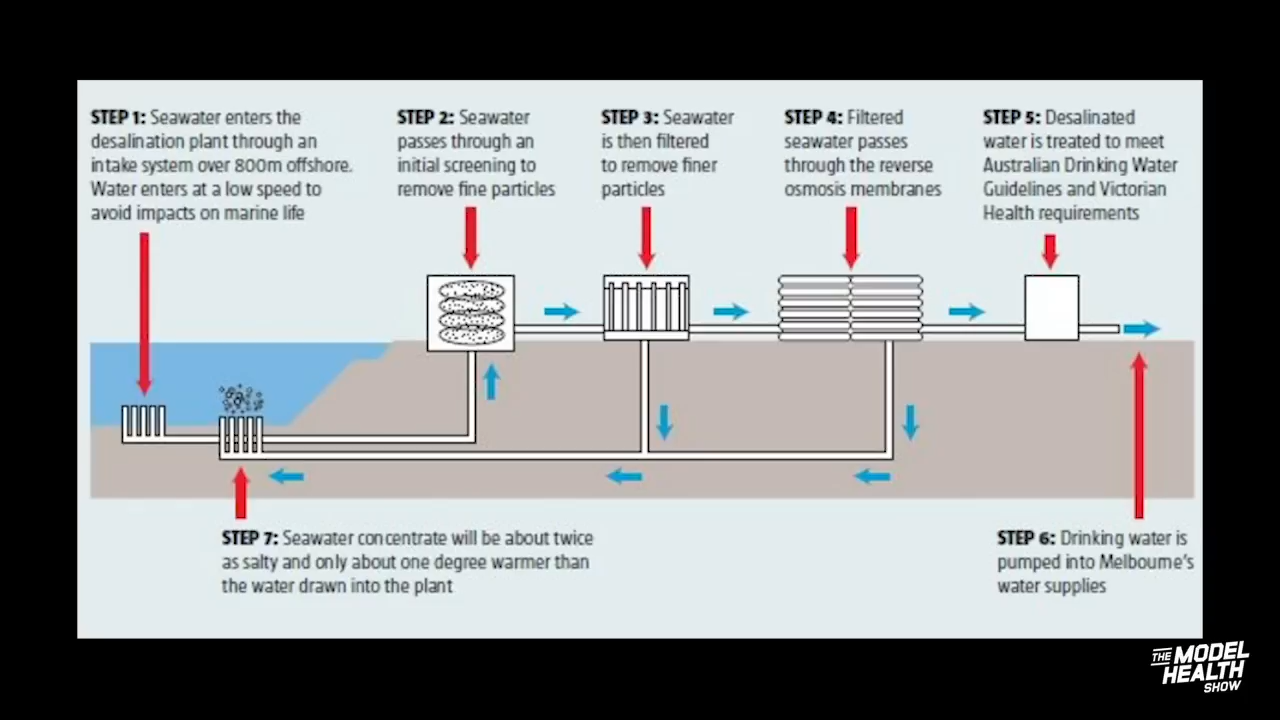 STEP 1: Seawater enters the
desalination plant through an
intake system over 800m offshore.
Water enters at a low speed to
avoid impacts on marine life
STEP 2: Seawater
passes through an
initial screening to
remove fine particles
STEP 3: Seawater
is then filtered
to remove finer
particles
STEP 4: Filtered
seawater passes
through the reverse
osmosis membranes
STEP 5: Desalinated
water is treated to meet
Australian Drinking Water
Guidelines and Victorian
Health requirements
STEP 7: Seawater concentrate will be about twice
as salty and only about one degree warmer than
the water drawn into the plant
STEP 6: Drinking water is
pumped into Melbourne's
water supplies
THE MODEL
HEALTH
SHOW